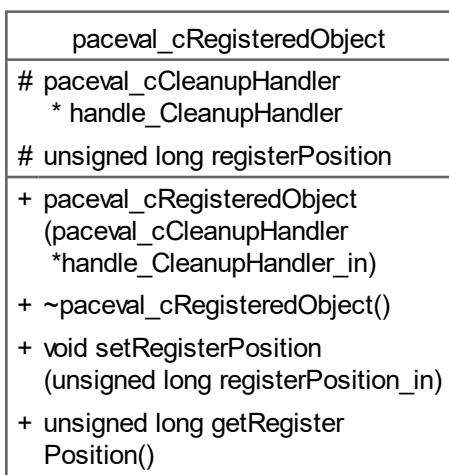 paceval_cRegisteredObject
# paceval_cCleanupHandler
* handle_CleanupHandler
# unsigned long registerPosition
+ paceval_cRegisteredObject
(paceval_cCleanupHandler
*handle_CleanupHandler_in)
+ ~paceval_cRegisteredObject()
+ void setRegisterPosition
(unsigned long registerPosition_in)
+ unsigned long getRegister
Position()